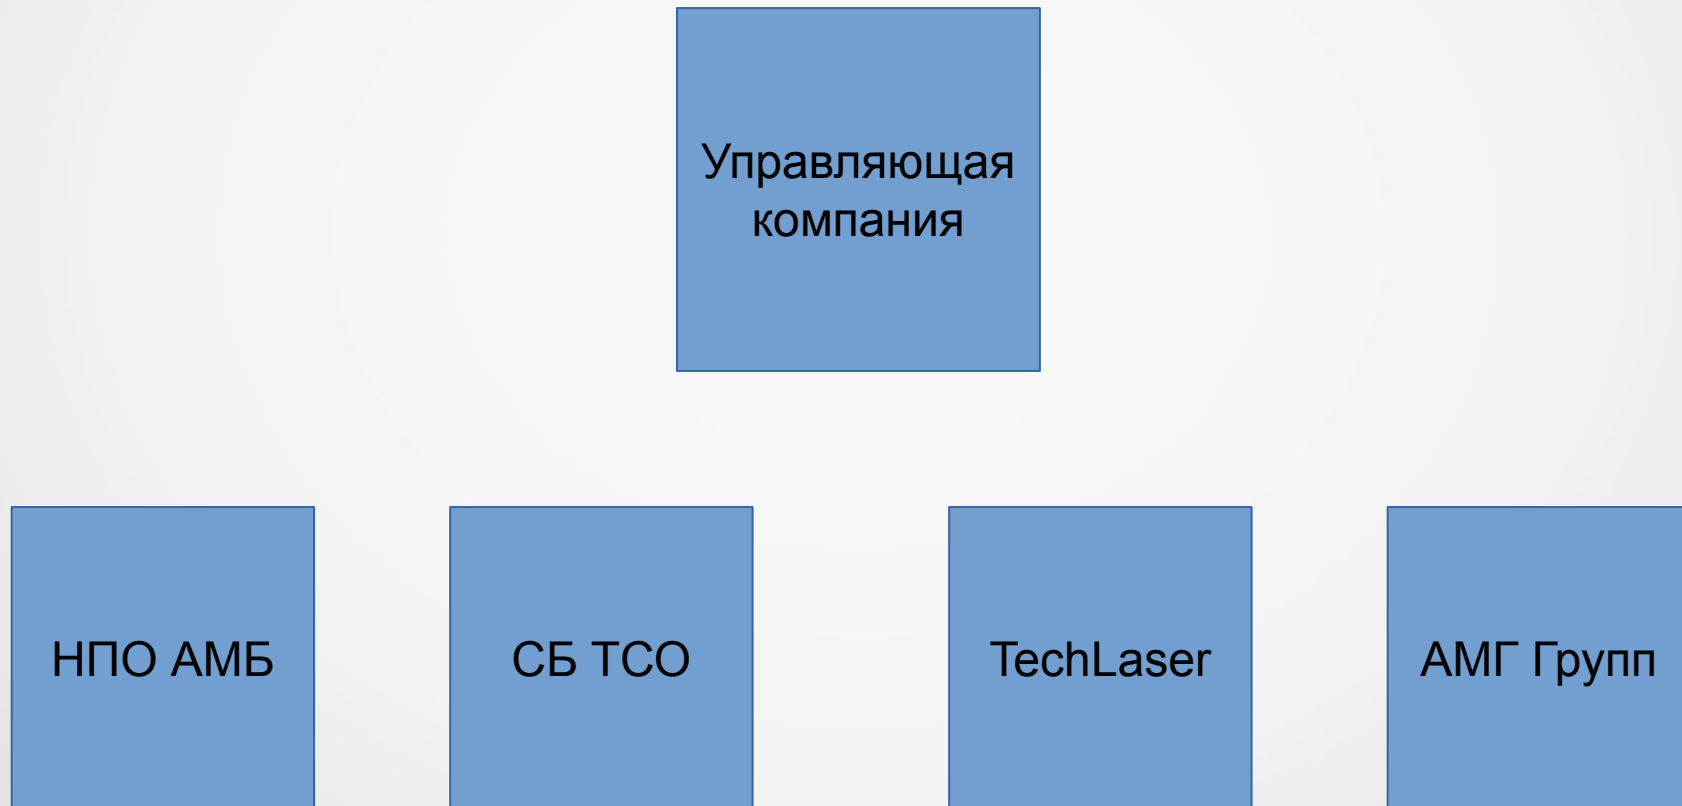 Управляющая
компания
НПО АМБ
СБ ТСО
TechLaser
АМГ Групп